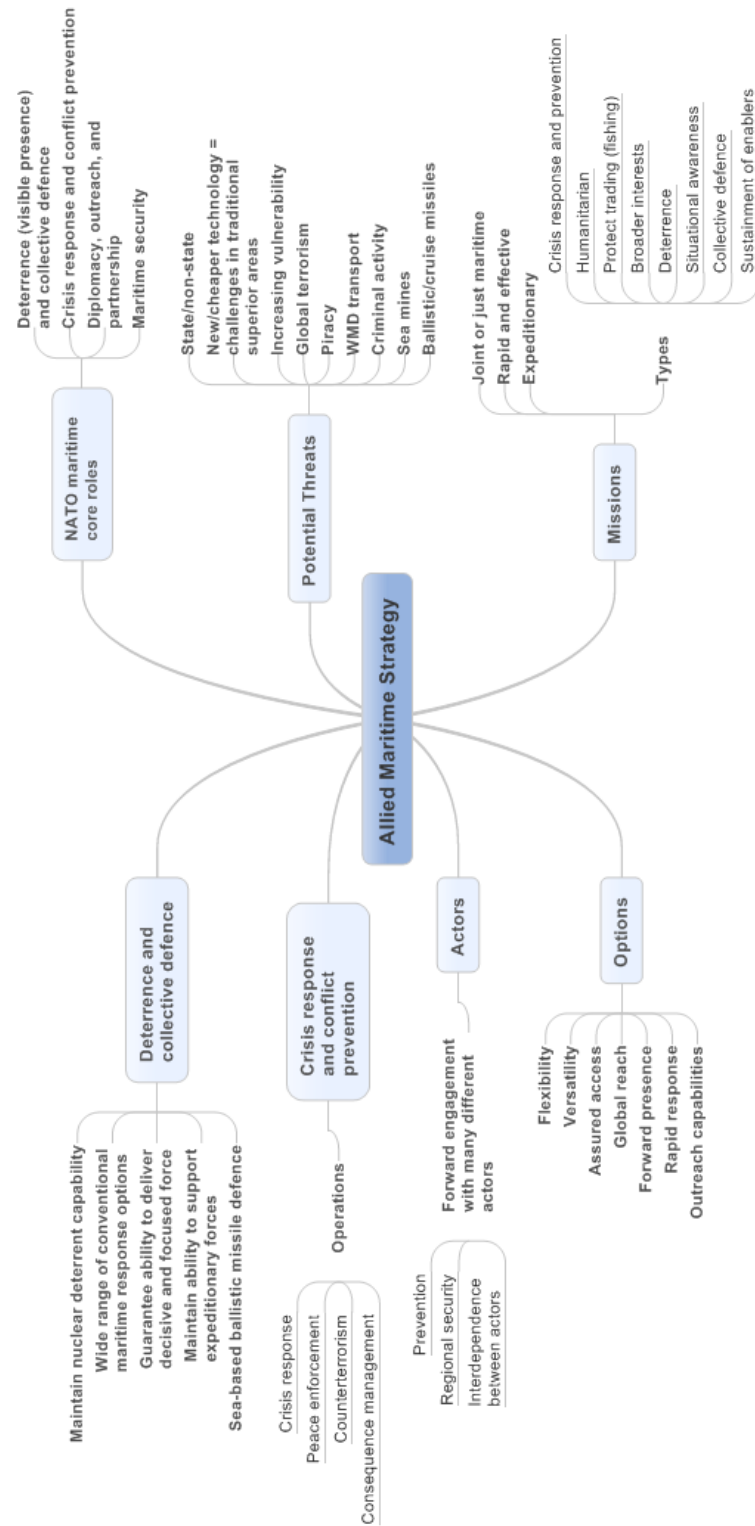 Allied Maritime Strategy
NATO maritime
core roles
Deterrence (visible presence)
and collective defence
Crisis response and conflict prevention
Diplomacy, outreach, and
partnership
Maritime security
Potential Threats
State/non-state
New/cheaper technology =
challenges in traditional
superior areas
Increasing vulnerability
Global terrorism
Piracy
WMD transport
Criminal activity
Sea mines
Ballistic/cruise missiles
Missions
Joint or just maritime
Rapid and effective
Expeditionary
Types
Crisis response and prevention
Humanitarian
Protect trading (fishing)
Broader interests
Deterrence
Situational awareness
Collective defence
Sustainment of enablers
Deterrence and
collective defence
Maintain nuclear deterrent capability
Wide range of conventional
maritime response options
Guarantee ability to deliver
decisive and focused force
Maintain ability to support
expeditionary forces
Sea-based ballistic missile defence
Crisis response
and conflict
prevention
Operations
Crisis response
Peace enforcement
Counterterrorism
Consequence management
Actors
Forward engagement
with many different
actors
Prevention
Regional security
Interdependence
between actors
Options
Flexibility
Versatility
Assured access
Global reach
Forward presence
Rapid response
Outreach capabilities